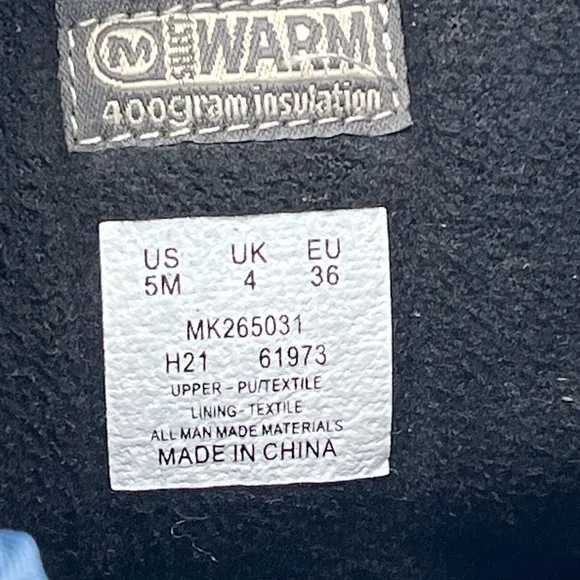 M WARM
400gram insulation
US UK EU
5M 4 36
MK265031
H21 61973
UPPER - PU/TEXTILE
LINING - TEXTILE
ALL MAN MADE MATERIALS
MADE IN CHINA